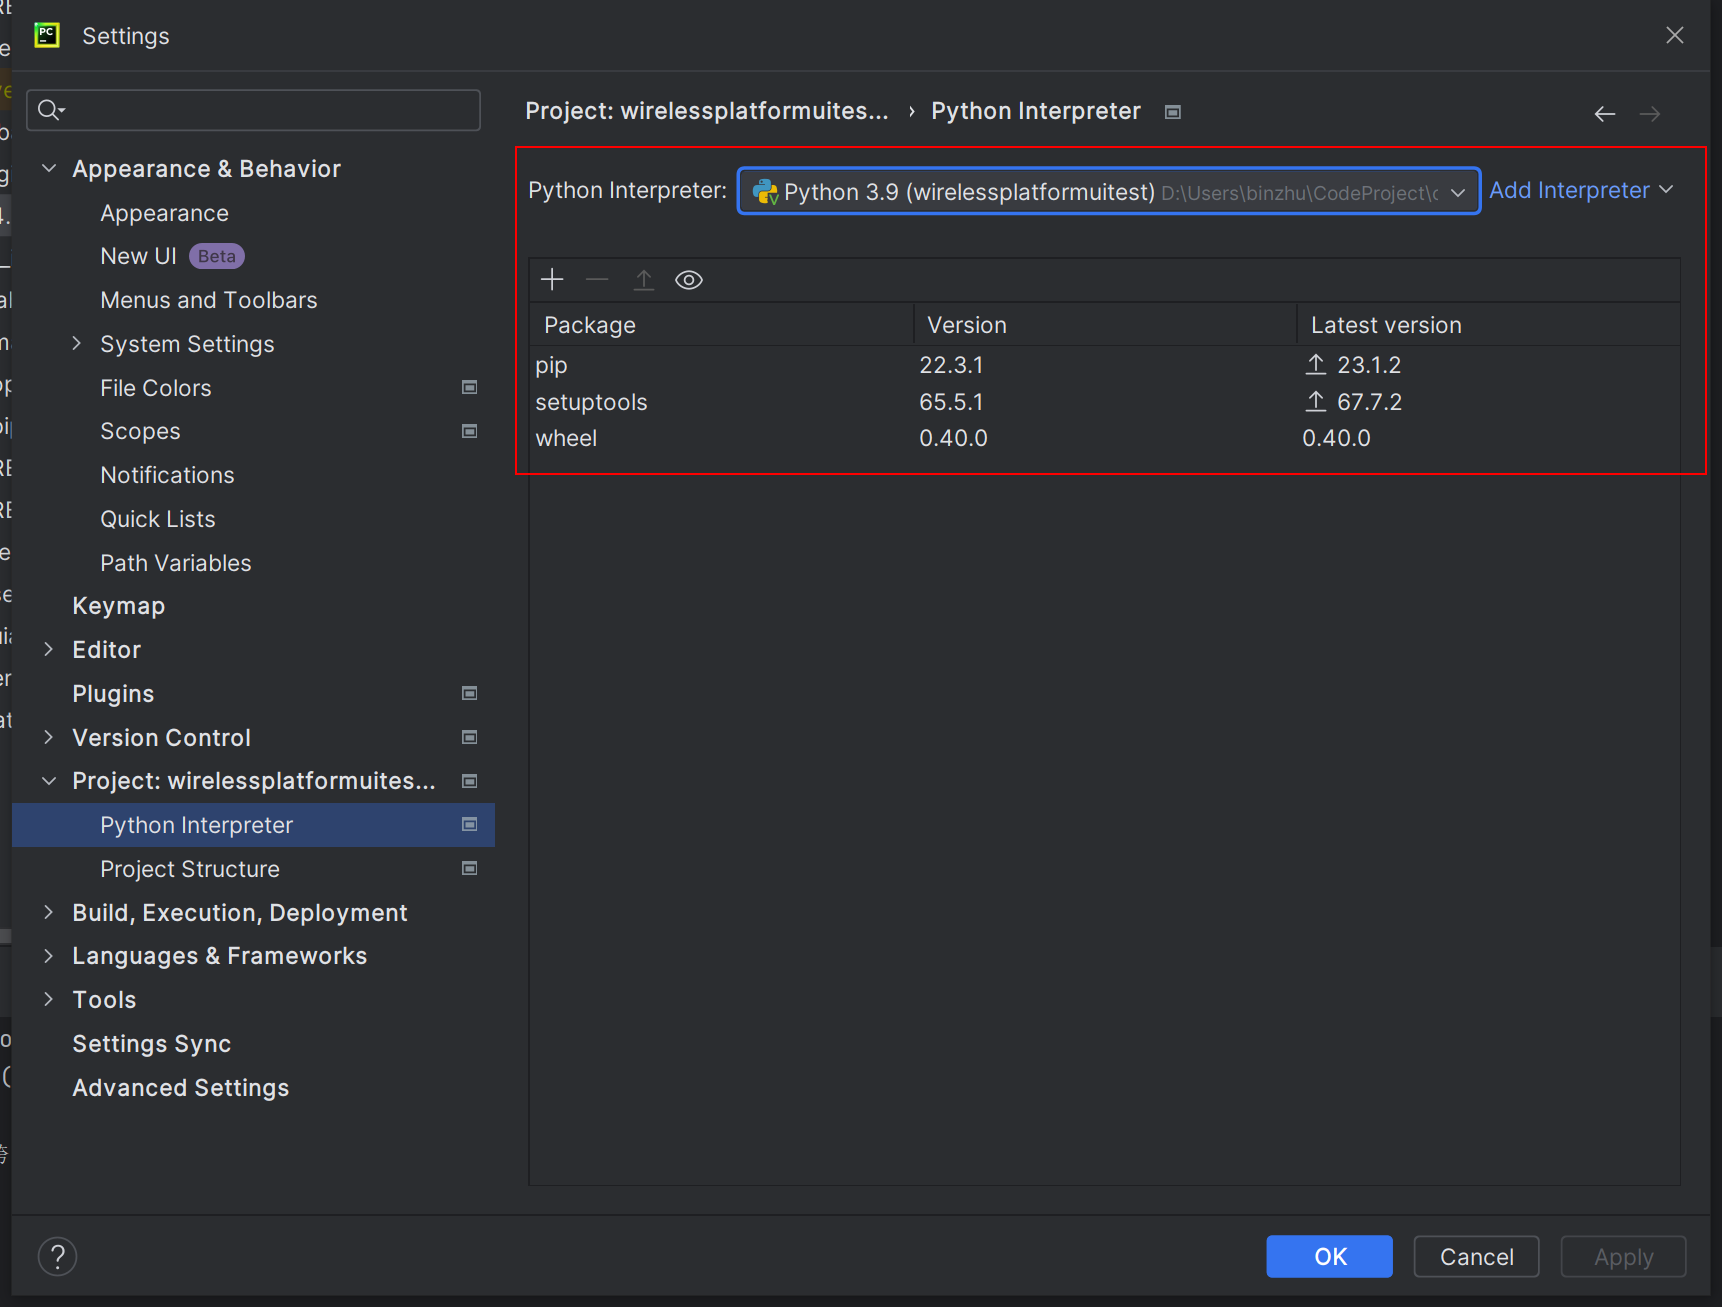 PC
Settings
Project: wirelessplatformuites... › Python Interpreter
Appearance & Behavior
Appearance
New UI Beta
Menus and Toolbars
System Settings
File Colors
Scopes
Notifications
Quick Lists
Path Variables
Keymap
Editor
Plugins
Version Control
Project: wirelessplatformuites...
Python Interpreter
Project Structure
Build, Execution, Deployment
Languages & Frameworks
Tools
Settings Sync
Advanced Settings
Python Interpreter: Python 3.9 (wirelessplatformuitest) D:\Users\binzhu\CodeProject\ Add Interpreter
Package Version Latest version
pip 22.3.1 23.1.2
setuptools 65.5.1 67.7.2
wheel 0.40.0 0.40.0
?
OK Cancel Apply